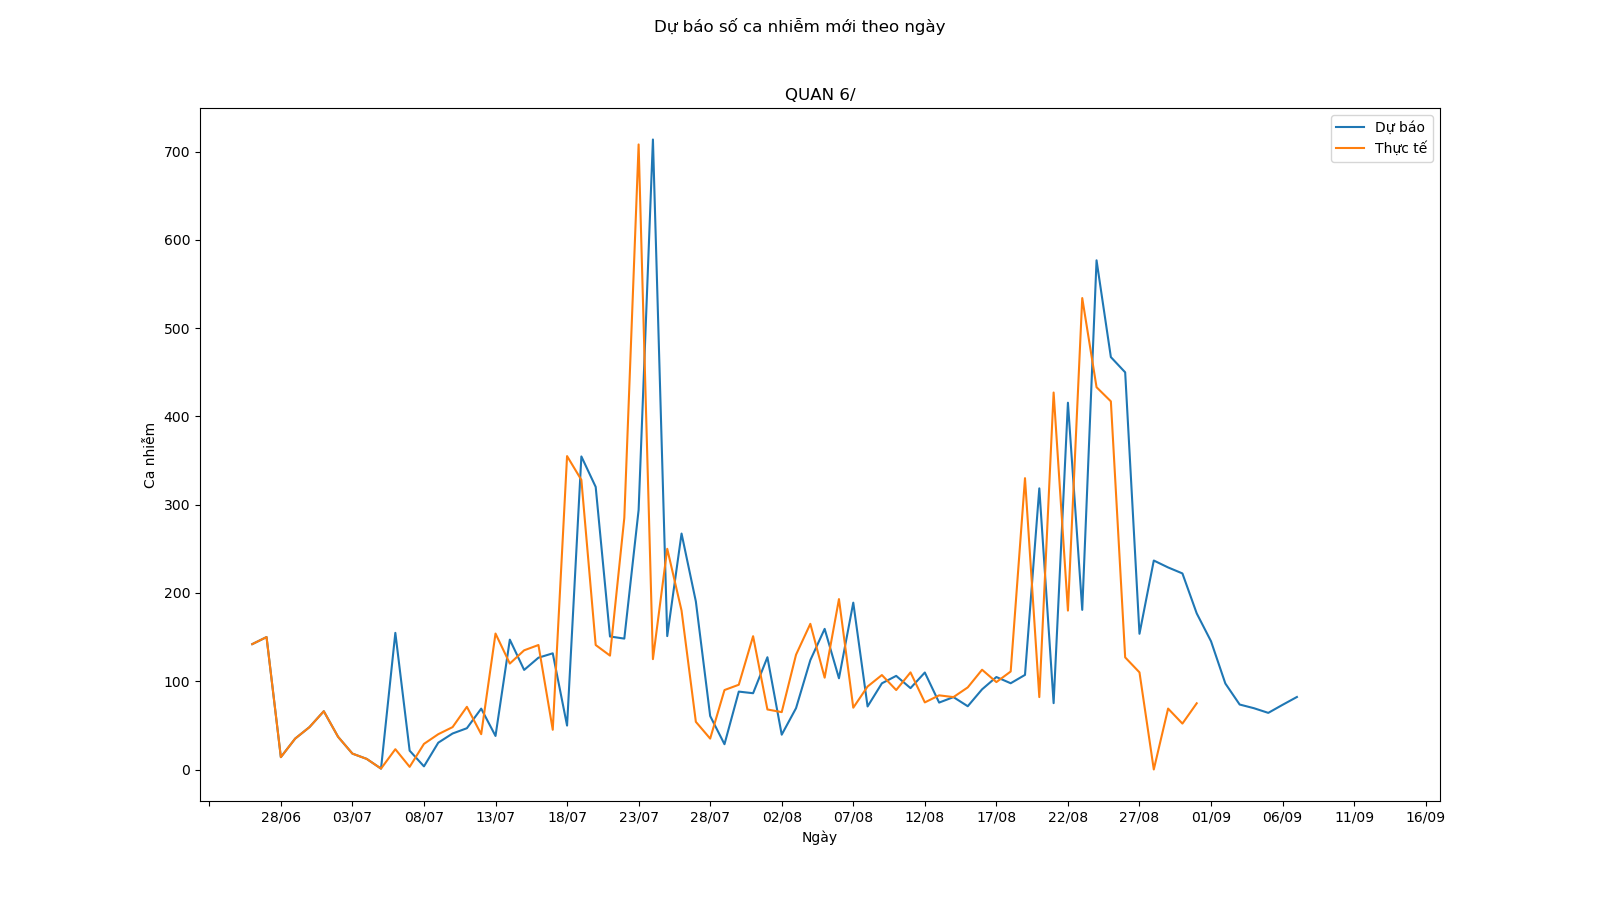 Dự báo số ca nhiễm mới theo ngày
QUAN 6/
Dự báo
Thực tế
700
600
500
400
300
200
100
0
Ca nhiễm
28/06 03/07 08/07 13/07 18/07 23/07 28/07 02/08 07/08 12/08 17/08 22/08 27/08 01/09 06/09 11/09 16/09
Ngày